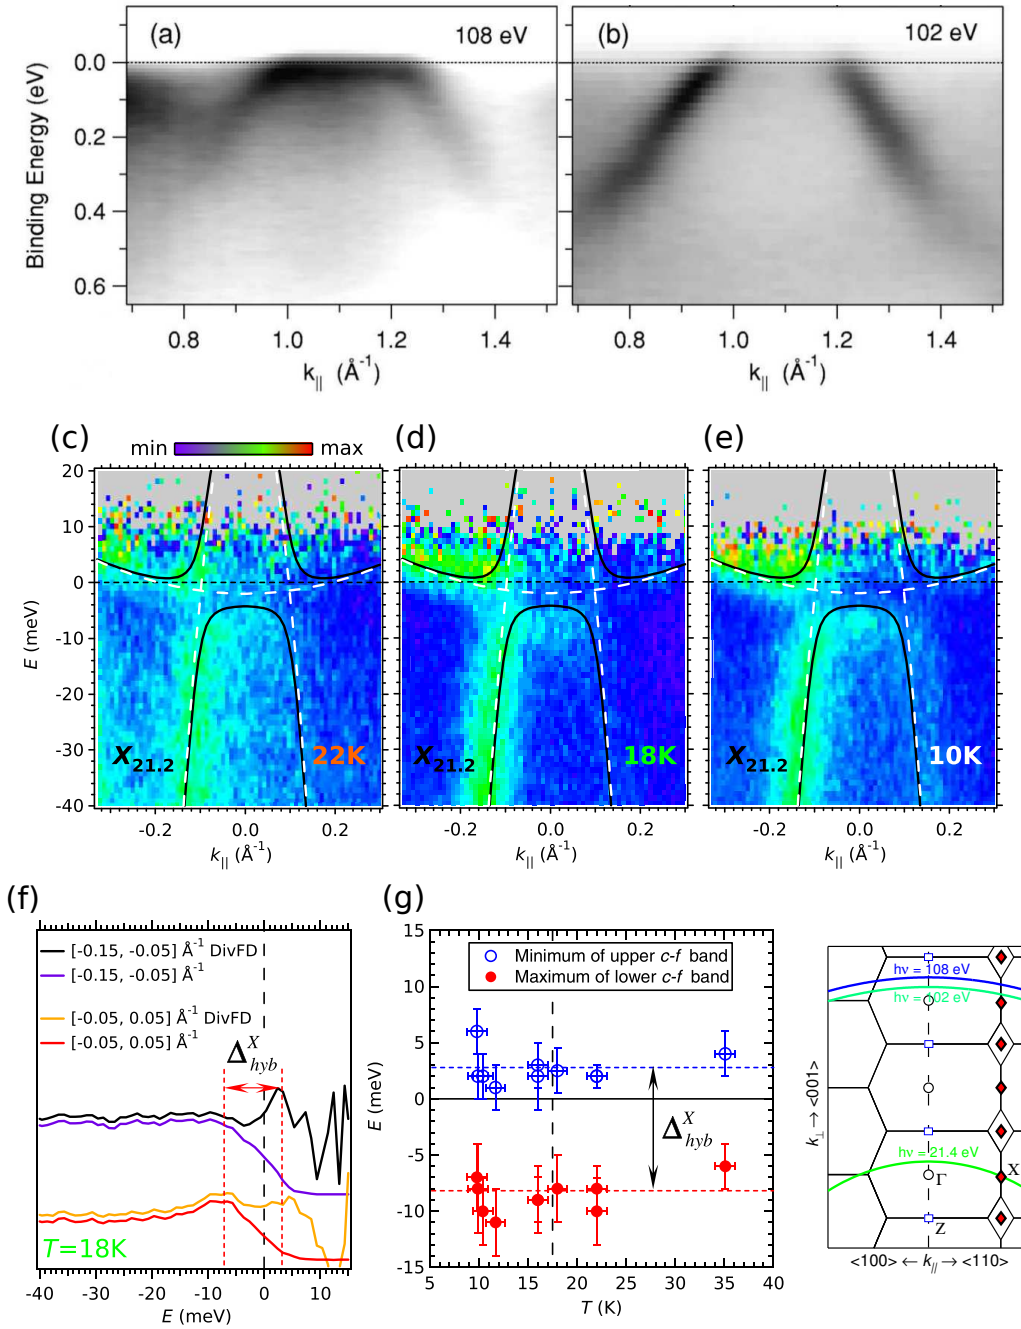 (a) 108 eV
(b) 102 eV
Binding Energy (eV)
0.0
0.2
0.4
0.6
0.8 1.0 1.2 1.4
0.8 1.0 1.2 1.4
k|| (Å⁻¹)
k|| (Å⁻¹)
(c) (d) (e)
min max
E (meV)
20
10
0
-10
-20
-30
-40
X21.2 22K
X21.2 18K
X21.2 10K
-0.2 0.0 0.2
-0.2 0.0 0.2
-0.2 0.0 0.2
k|| (Å⁻¹)
k|| (Å⁻¹)
k|| (Å⁻¹)
(f)
[-0.15, -0.05] Å⁻¹ DivFD
[-0.15, -0.05] Å⁻¹
[-0.05, 0.05] Å⁻¹ DivFD
[-0.05, 0.05] Å⁻¹
Δ^X_hyb
T=18K
-40 -30 -20 -10 0 10
E (meV)
(g)
Minimum of upper c-f band
Maximum of lower c-f band
E (meV)
15
10
5
0
-5
-10
-15
Δ^X_hyb
5 10 15 20 25 30 35 40
T (K)
hν = 108 eV
hν = 102 eV
k⊥ → <001>
hν = 21.4 eV
X
Γ
Z
<100> ← k// → <110>